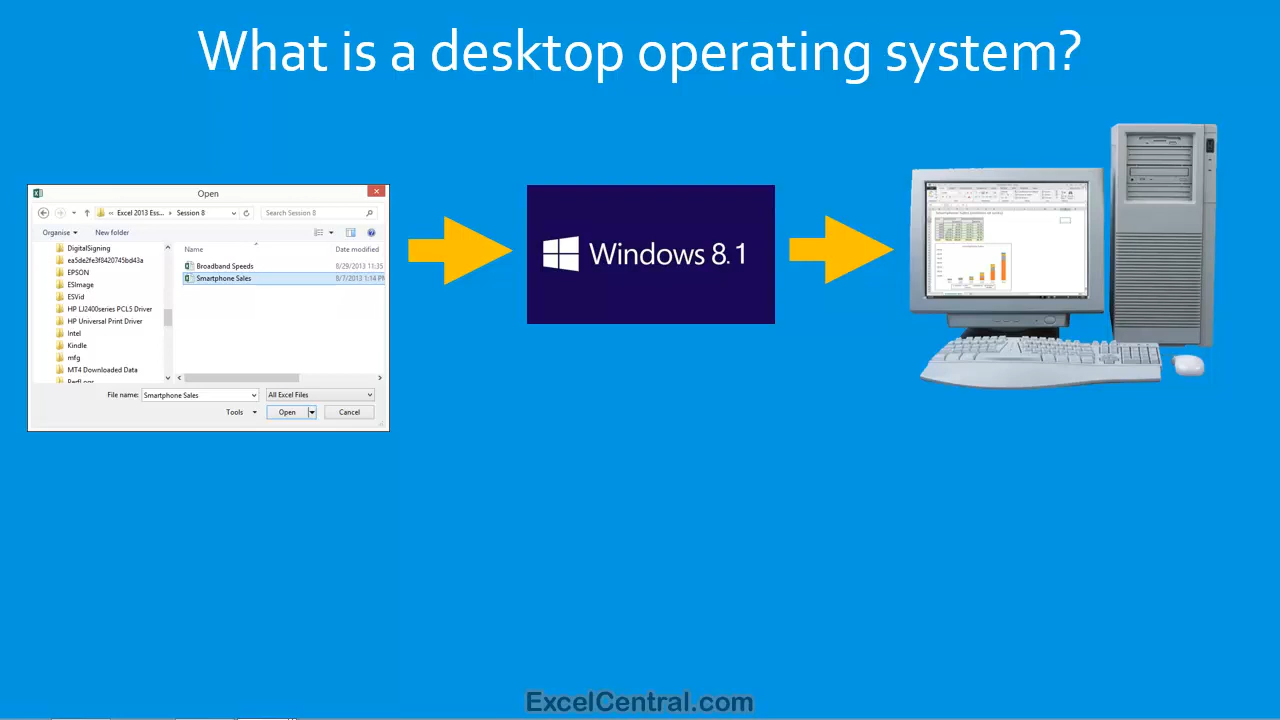 What is a desktop operating system?
Open
Excel 2013 Ess... Session 8
Search Session 8
Organise
New folder
DigitalSigning
ea5de2fe3f8420745bd43a
EPSON
ESImage
ESVid
HP LJ2400series PCL5 Driver
HP Universal Print Driver
Intel
Kindle
mfg
MT4 Downloaded Data
PerfLogs
Name
Date modified
Broadband Speeds
8/29/2013 11:35
Smartphone Sales
8/7/2013 1:14 PM
File name:
Smartphone Sales
All Excel Files
Tools
Open
Cancel
Windows 8.1
ExcelCentral.com